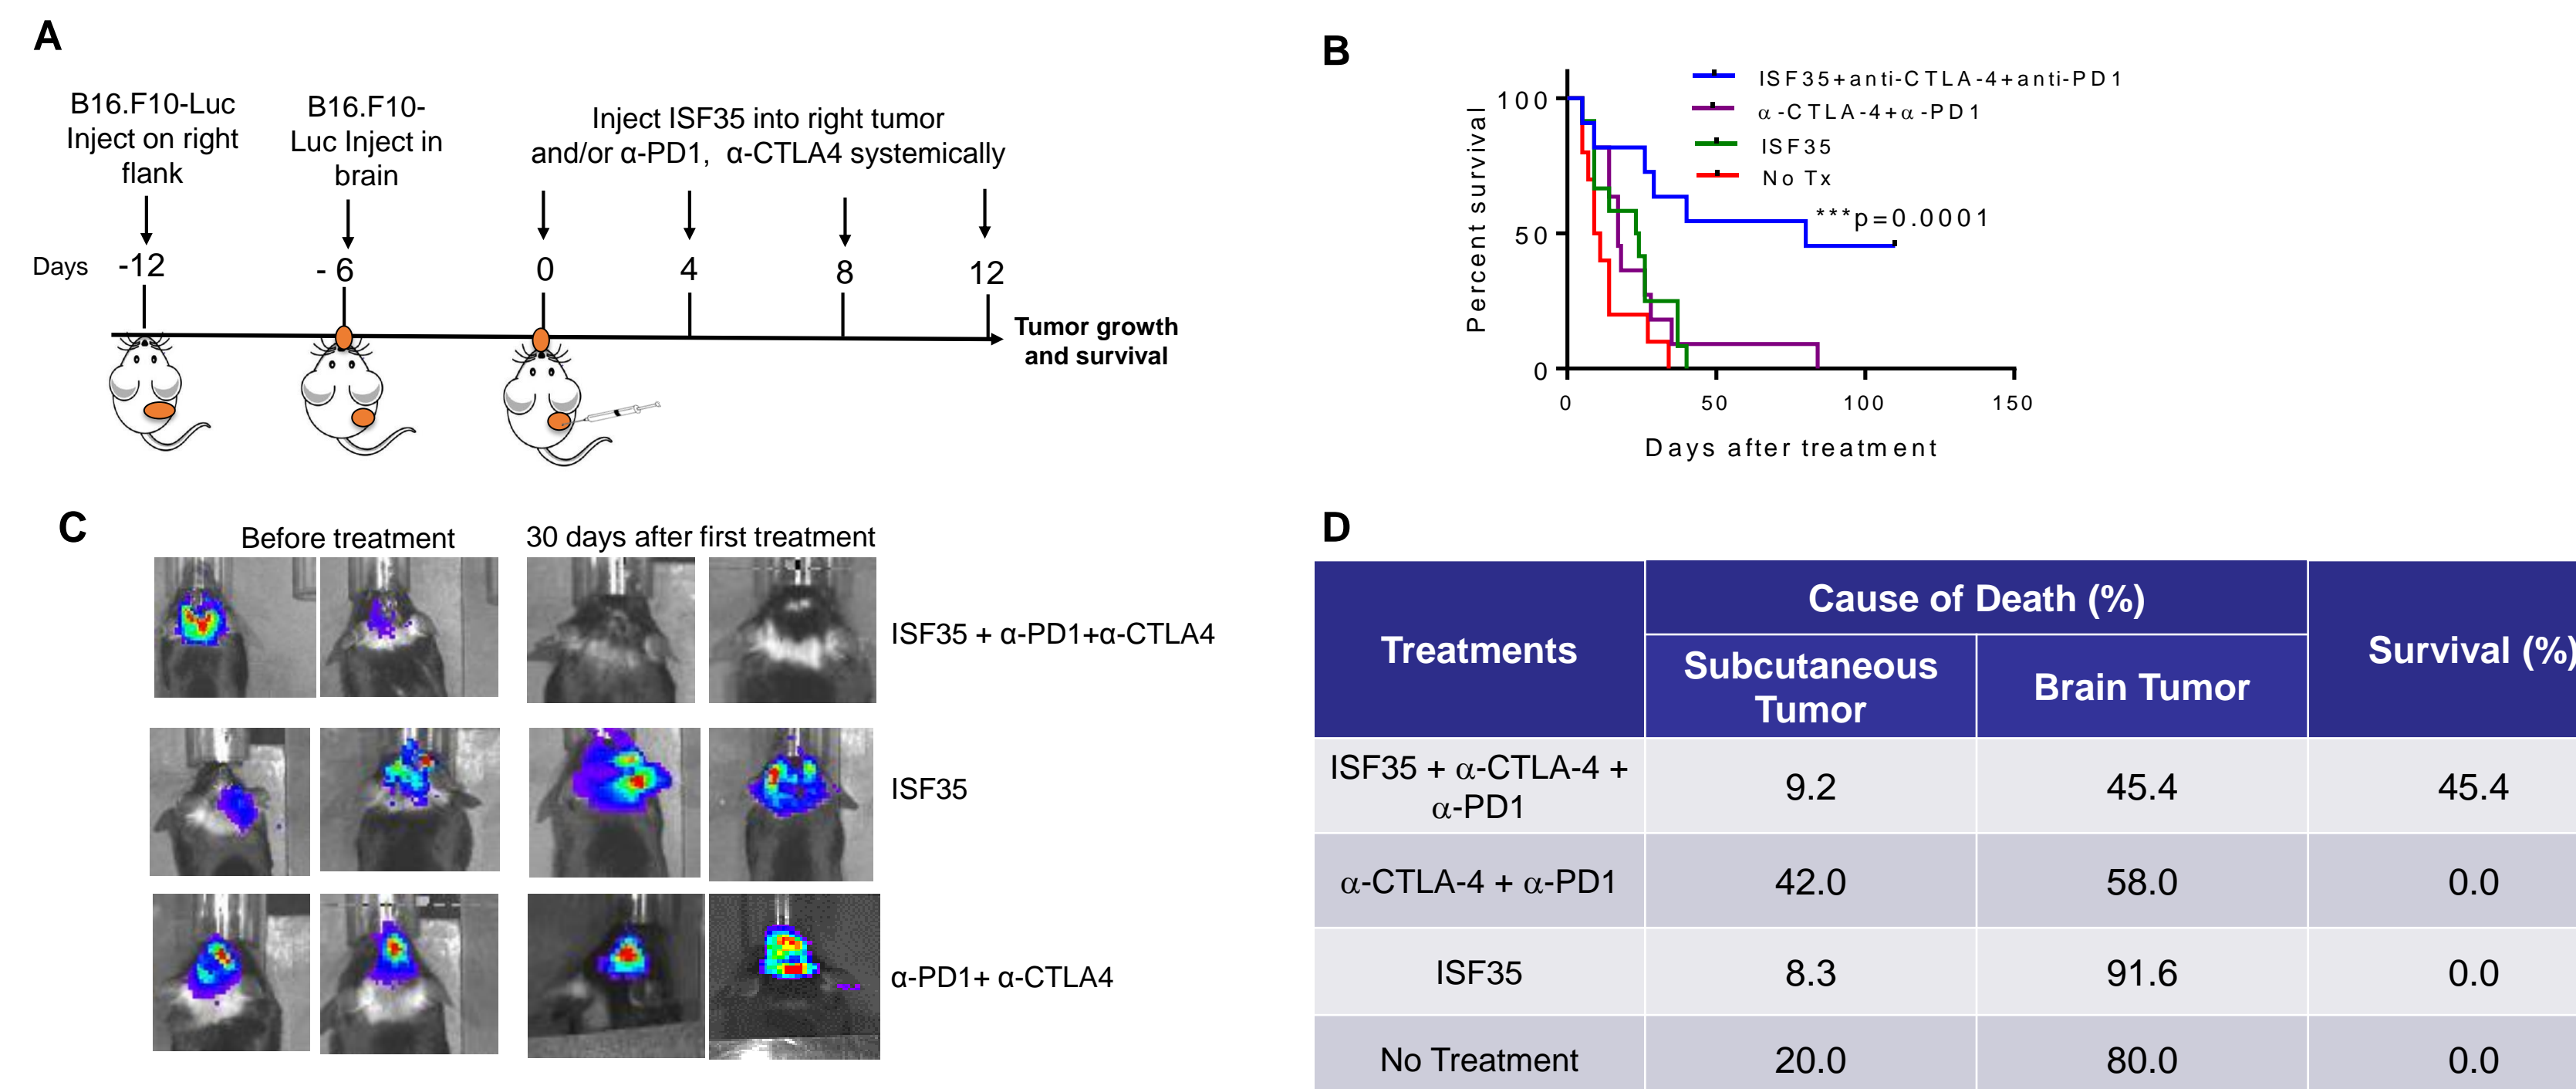 A
B16.F10-Luc
Inject on right
flank
B16.F10-
Luc Inject in
brain
Inject ISF35 into right tumor
and/or α-PD1, α-CTLA4 systemically
Days
-12
- 6
0
4
8
12
Tumor growth
and survival
B
ISF35+anti-CTLA-4+anti-PD1
α-CTLA-4+α-PD1
ISF35
No Tx
***p=0.0001
Percent survival
100
50
0
0
50
100
150
Days after treatment
C
Before treatment
30 days after first treatment
ISF35 + α-PD1+α-CTLA4
ISF35
α-PD1+ α-CTLA4
D
Treatments
Cause of Death (%)
Survival (%)
Subcutaneous
Tumor
Brain Tumor
ISF35 + α-CTLA-4 +
α-PD1
9.2
45.4
45.4
α-CTLA-4 + α-PD1
42.0
58.0
0.0
ISF35
8.3
91.6
0.0
No Treatment
20.0
80.0
0.0